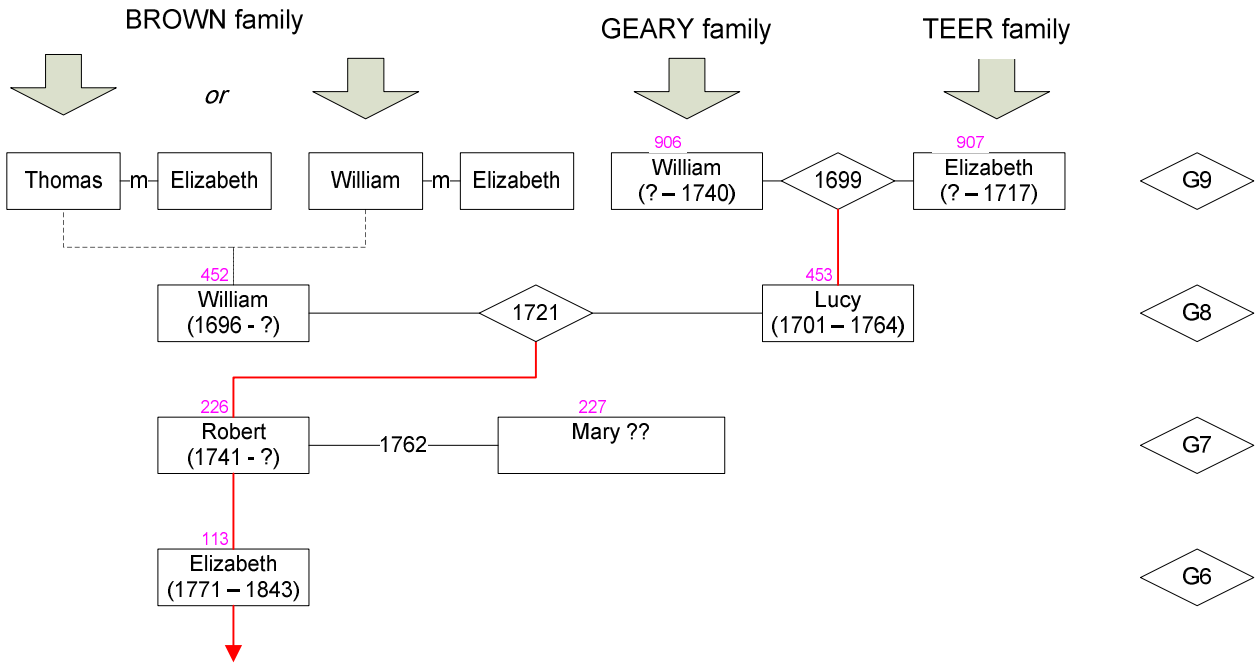 BROWN family
GEARY family
TEER family
or
906
907
Thomas
m
Elizabeth
William
m
Elizabeth
William
(? – 1740)
1699
Elizabeth
(? – 1717)
G9
452
453
William
(1696 - ?)
1721
Lucy
(1701 – 1764)
G8
226
227
Robert
(1741 - ?)
1762
Mary ??
G7
113
Elizabeth
(1771 – 1843)
G6